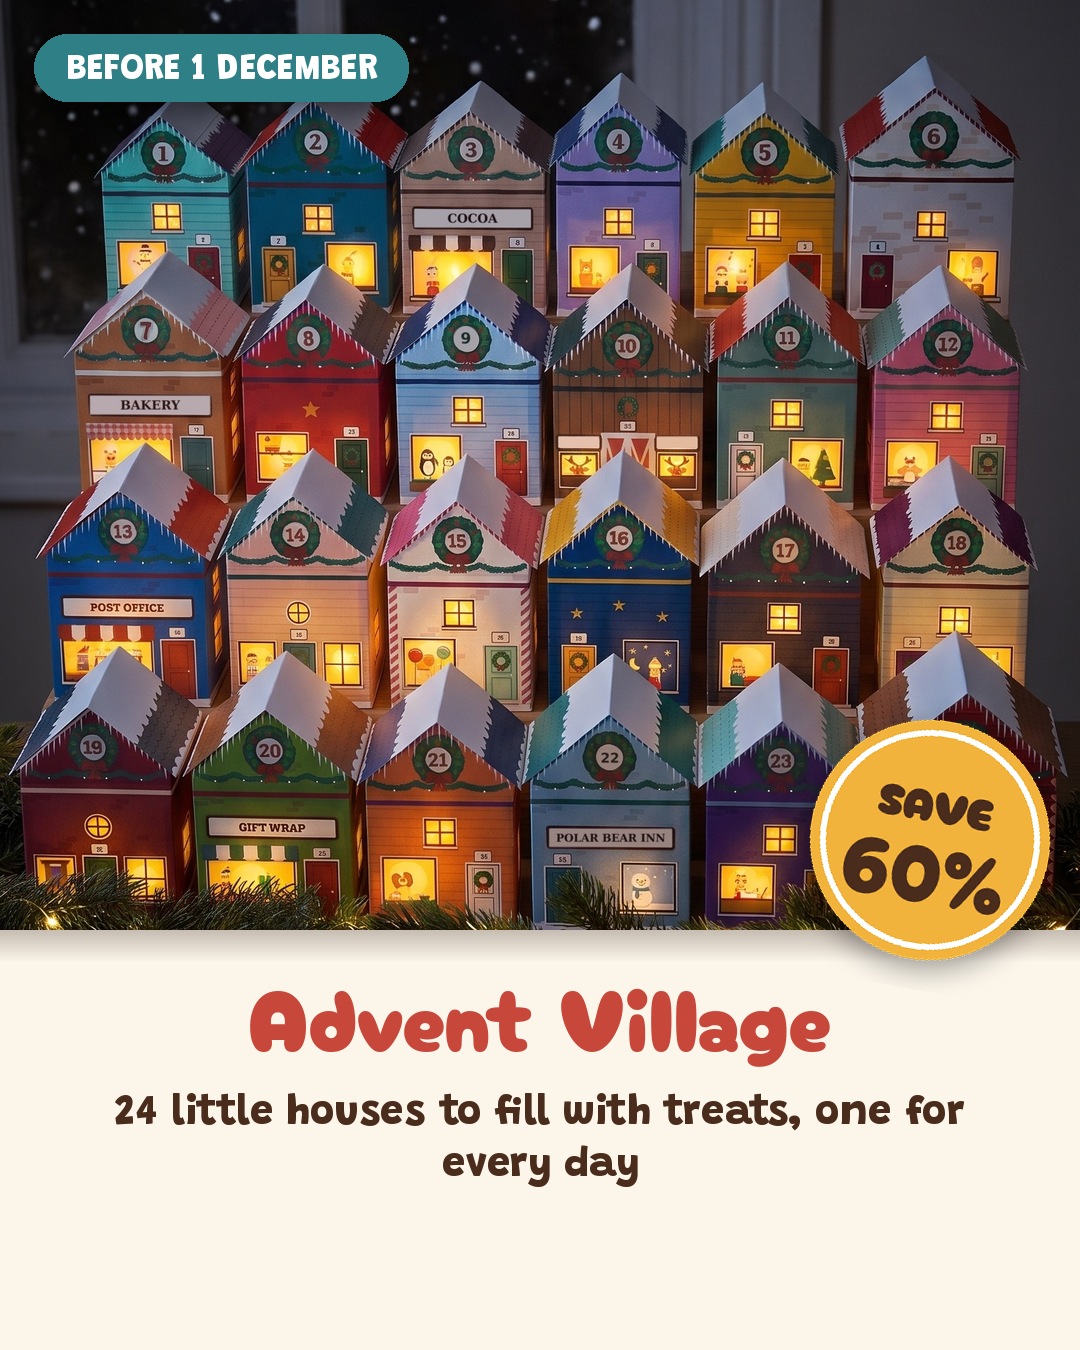 BEFORE 1 DECEMBER
1
2
3
4
5
6
COCOA
7
8
9
10
11
12
BAKERY
13
14
15
16
17
18
POST OFFICE
19
20
21
22
23
GIFT WRAP
POLAR BEAR INN
SAVE
60%
Advent Village
24 little houses to fill with treats, one for
every day